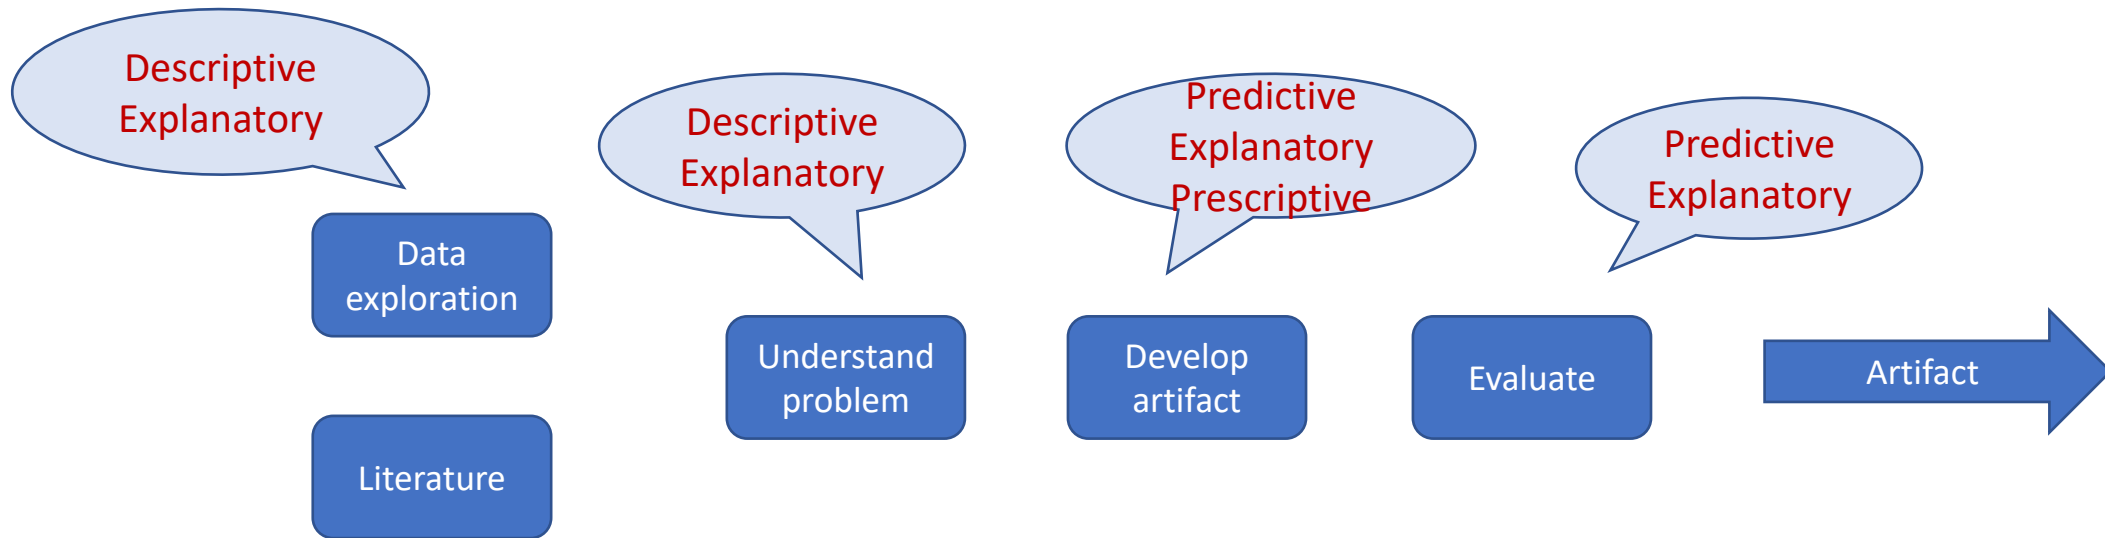 Descriptive
Explanatory
Descriptive
Explanatory
Predictive
Explanatory
Prescriptive
Predictive
Explanatory
Data
exploration
Understand
problem
Develop
artifact
Evaluate
Artifact
Literature